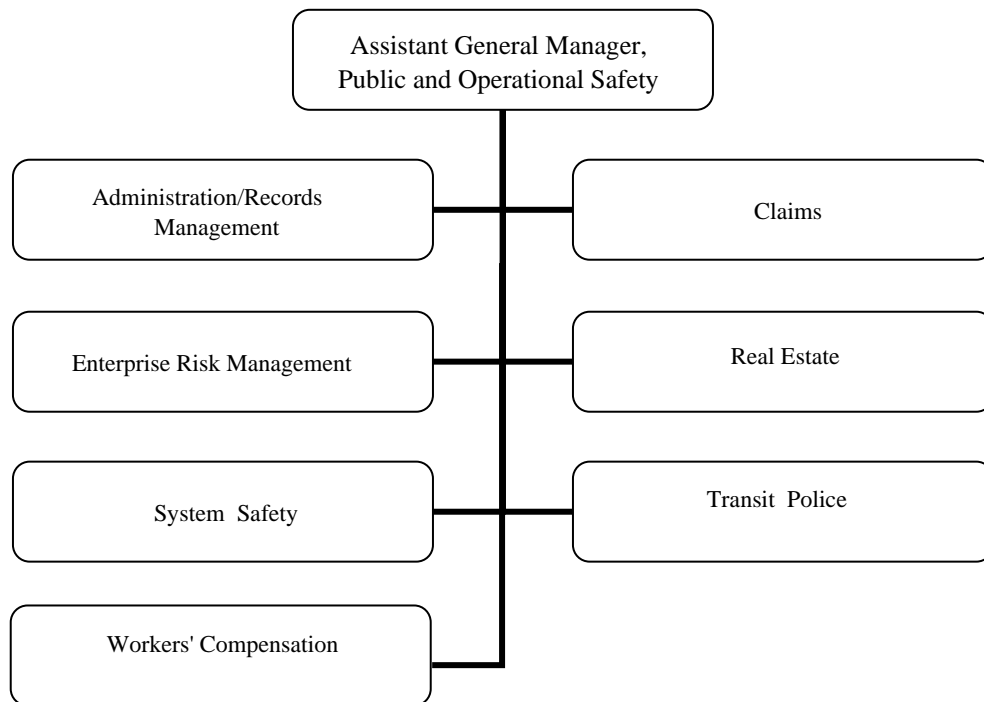 Assistant General Manager,
Public and Operational Safety
Administration/Records
Management
Claims
Enterprise Risk Management
Real Estate
System Safety
Transit Police
Workers' Compensation